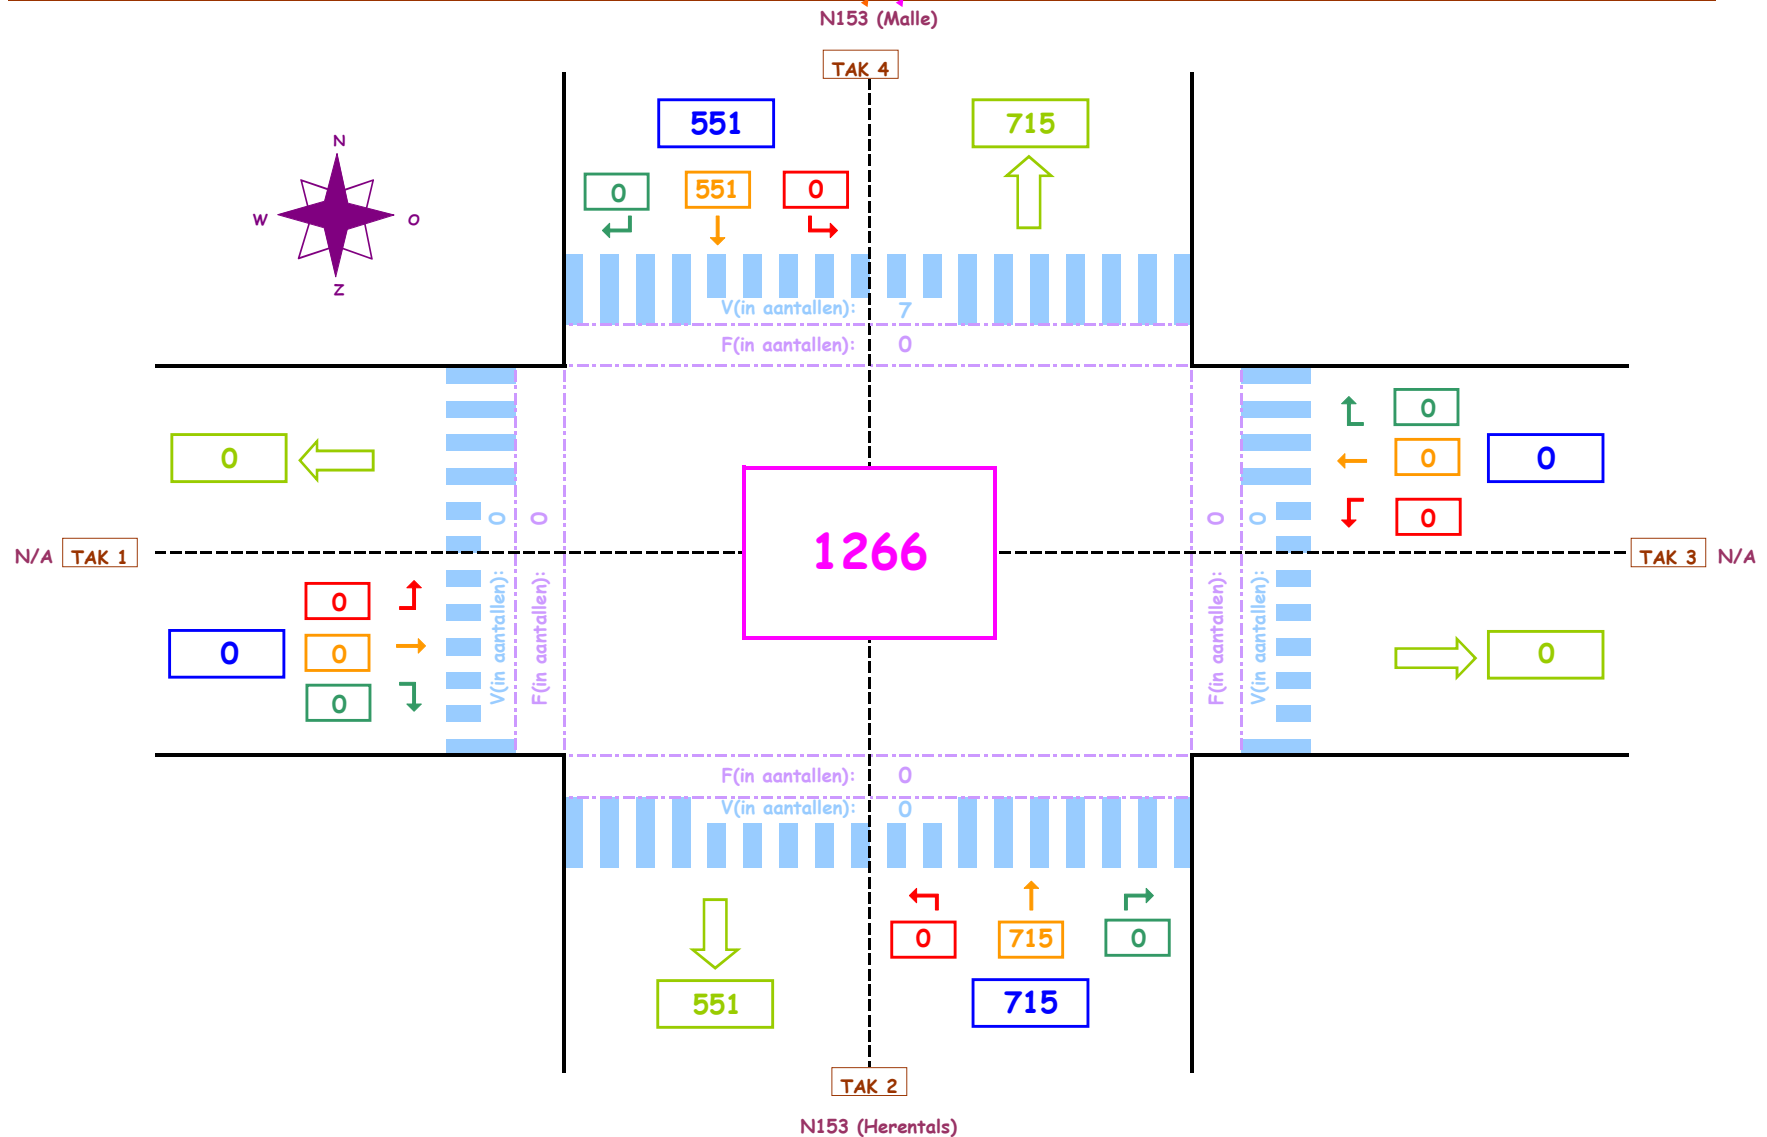 N153 (Malle)
TAK 4
551
715
0
551
0
N
W
O
Z
V(in aantallen): 7
F(in aantallen): 0
0
0
0
0
0
0
0
0
0
0
V(in aantallen):
F(in aantallen):
1266
F(in aantallen):
V(in aantallen):
N/A
TAK 1
TAK 3
N/A
0
0
0
0
0
F(in aantallen): 0
V(in aantallen): 0
0
715
0
551
715
TAK 2
N153 (Herentals)